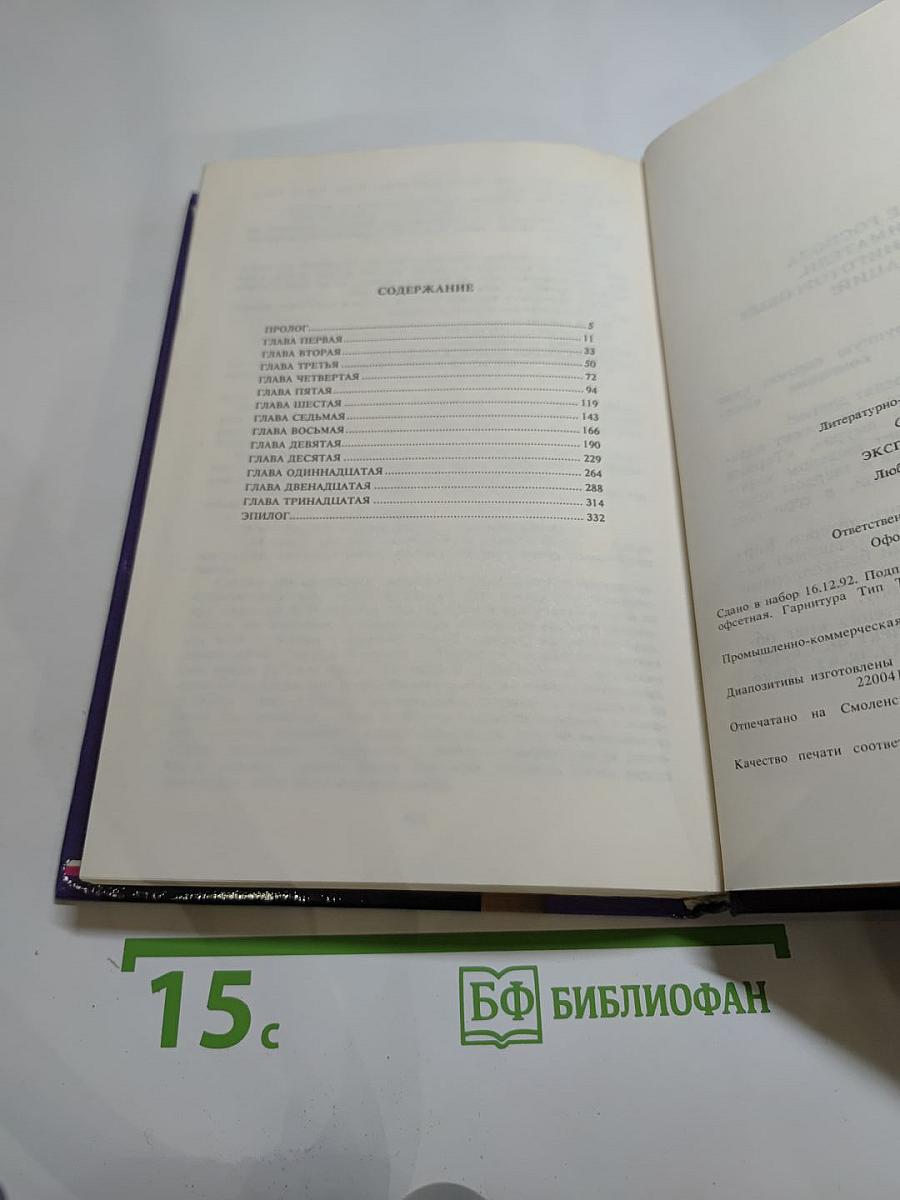 СОДЕРЖАНИЕ
ПРОЛОГ 5
ГЛАВА ПЕРВАЯ 11
ГЛАВА ВТОРАЯ 33
ГЛАВА ТРЕТЬЯ 50
ГЛАВА ЧЕТВЕРТАЯ 72
ГЛАВА ПЯТАЯ 94
ГЛАВА ШЕСТАЯ 119
ГЛАВА СЕДЬМАЯ 143
ГЛАВА ВОСЬМАЯ 166
ГЛАВА ДЕВЯТАЯ 190
ГЛАВА ДЕСЯТАЯ 229
ГЛАВА ОДИННАДЦАТАЯ 264
ГЛАВА ДВЕНАДЦАТАЯ 288
ГЛАВА ТРИНАДЦАТАЯ 314
ЭПИЛОГ 332
Литературно-
ЭКСП
Люб
Ответствен
Офо
Сдано в набор 16.12.92. Подп
офсетная. Гарнитура Тип Т
Промышленно-коммерческая
Диапозитивы изготовлены
22004
Отпечатано на Смоленс
Качество печати соответ
15 с
БФ БИБЛИОФАН